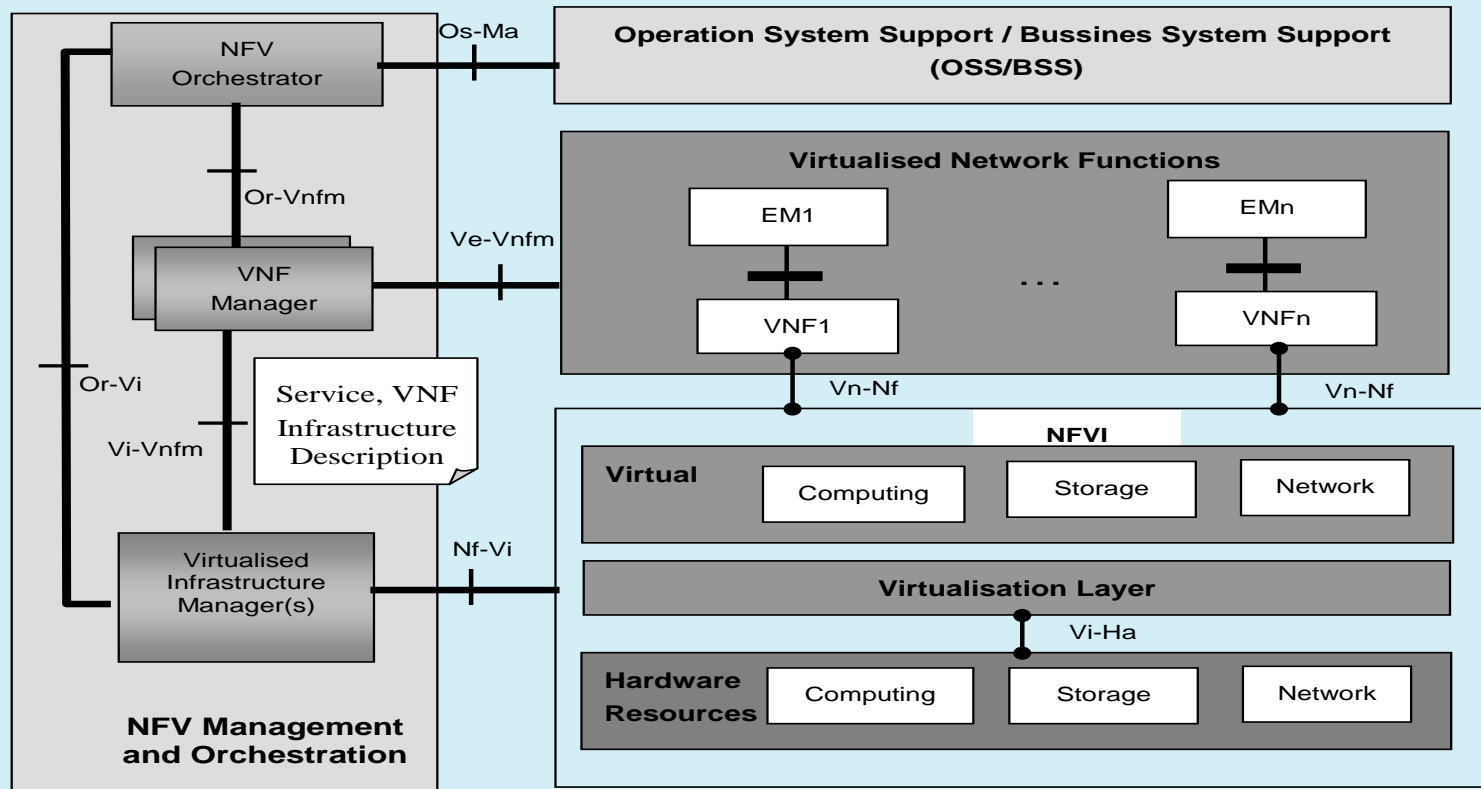 NFV
Orchestrator
Os-Ma
Operation System Support / Bussines System Support
(OSS/BSS)
Or-Vnfm
VNF
Manager
Ve-Vnfm
Virtualised Network Functions
EM1
EMn
. . .
VNF1
VNFn
Or-Vi
Vi-Vnfm
Service, VNF
Infrastructure
Description
Vn-Nf
Vn-Nf
NFVI
Virtual
Computing
Storage
Network
Virtualised
Infrastructure
Manager(s)
Nf-Vi
Virtualisation Layer
Vi-Ha
Hardware
Resources
Computing
Storage
Network
NFV Management
and Orchestration